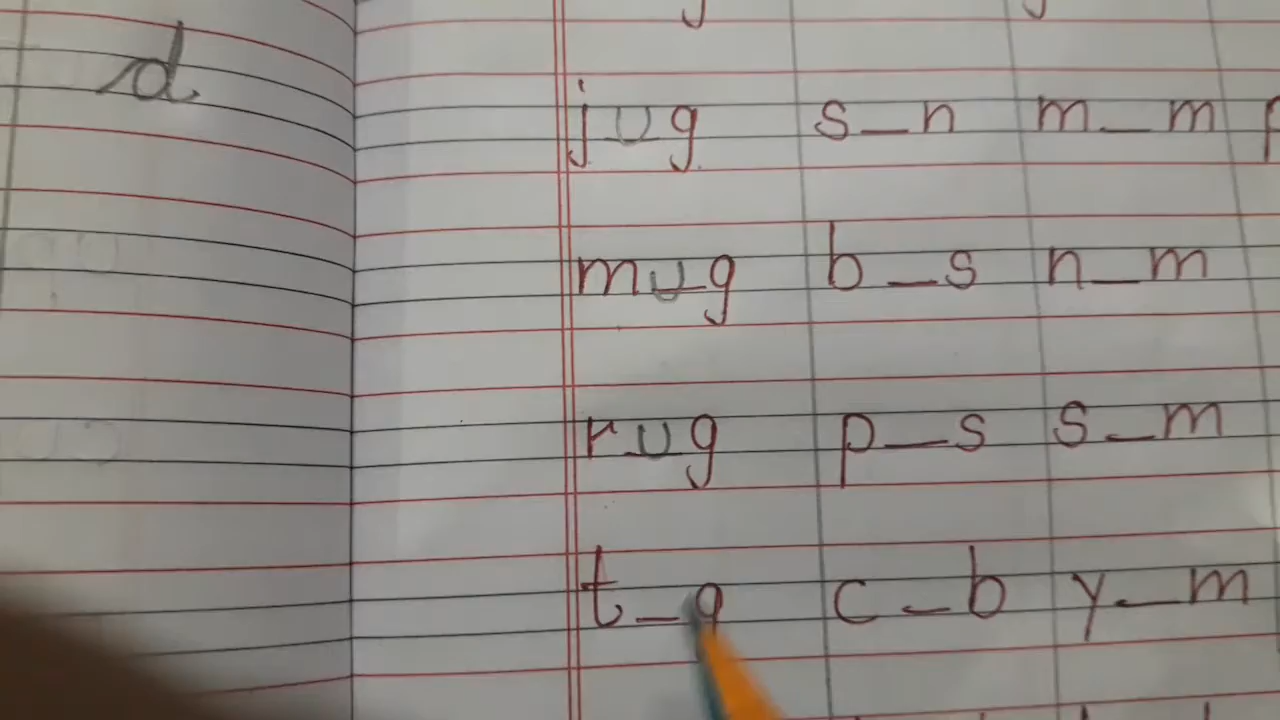 d
jug s_n m_m
mug b_s n_m
rug p_s s_m
t_g c_b y_m